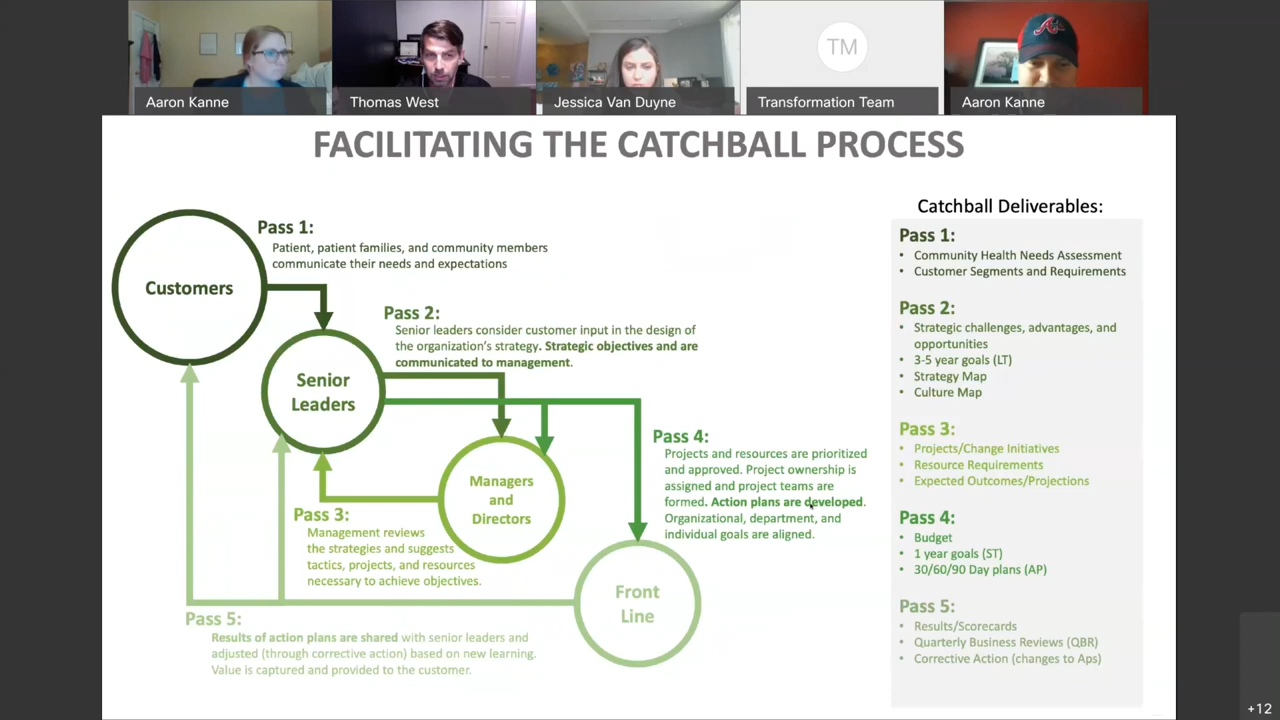 Aaron Kanne
Thomas West
Jessica Van Duyne
TM
Transformation Team
Aaron Kanne
FACILITATING THE CATCHBALL PROCESS
Customers
Pass 1:
Patient, patient families, and community members
communicate their needs and expectations
Senior
Leaders
Pass 2:
Senior leaders consider customer input in the design of
the organization's strategy. Strategic objectives and are
communicated to management.
Managers
and
Directors
Pass 3:
Management reviews
the strategies and suggests
tactics, projects, and resources
necessary to achieve objectives.
Pass 4:
Projects and resources are prioritized
and approved. Project ownership is
assigned and project teams are
formed. Action plans are developed.
Organizational, department, and
individual goals are aligned.
Front
Line
Pass 5:
Results of action plans are shared with senior leaders and
adjusted (through corrective action) based on new learning.
Value is captured and provided to the customer.
Catchball Deliverables:
Pass 1:
• Community Health Needs Assessment
• Customer Segments and Requirements
Pass 2:
• Strategic challenges, advantages, and
opportunities
• 3-5 year goals (LT)
• Strategy Map
• Culture Map
Pass 3:
• Projects/Change Initiatives
• Resource Requirements
• Expected Outcomes/Projections
Pass 4:
• Budget
• 1 year goals (ST)
• 30/60/90 Day plans (AP)
Pass 5:
• Results/Scorecards
• Quarterly Business Reviews (QBR)
• Corrective Action (changes to Aps)
+12